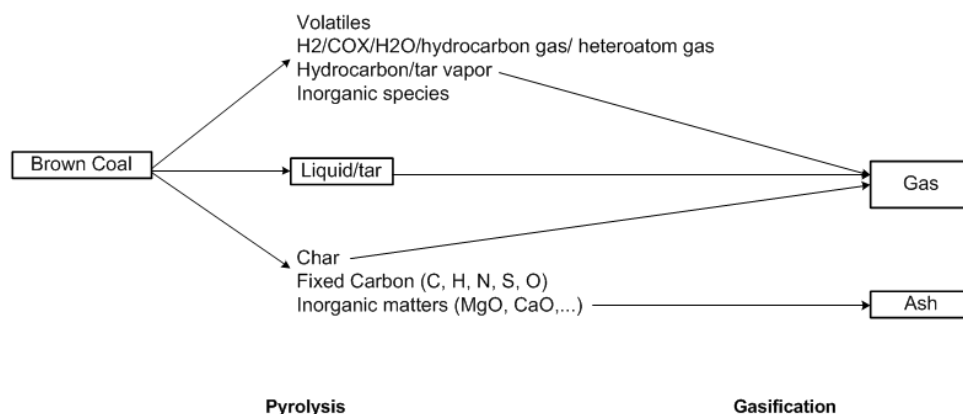 Volatiles
H2/COX/H2O/hydrocarbon gas/ heteroatom gas
Hydrocarbon/tar vapor
Inorganic species
Brown Coal
Liquid/tar
Gas
Char
Fixed Carbon (C, H, N, S, O)
Inorganic matters (MgO, CaO,...)
Ash
Pyrolysis
Gasification